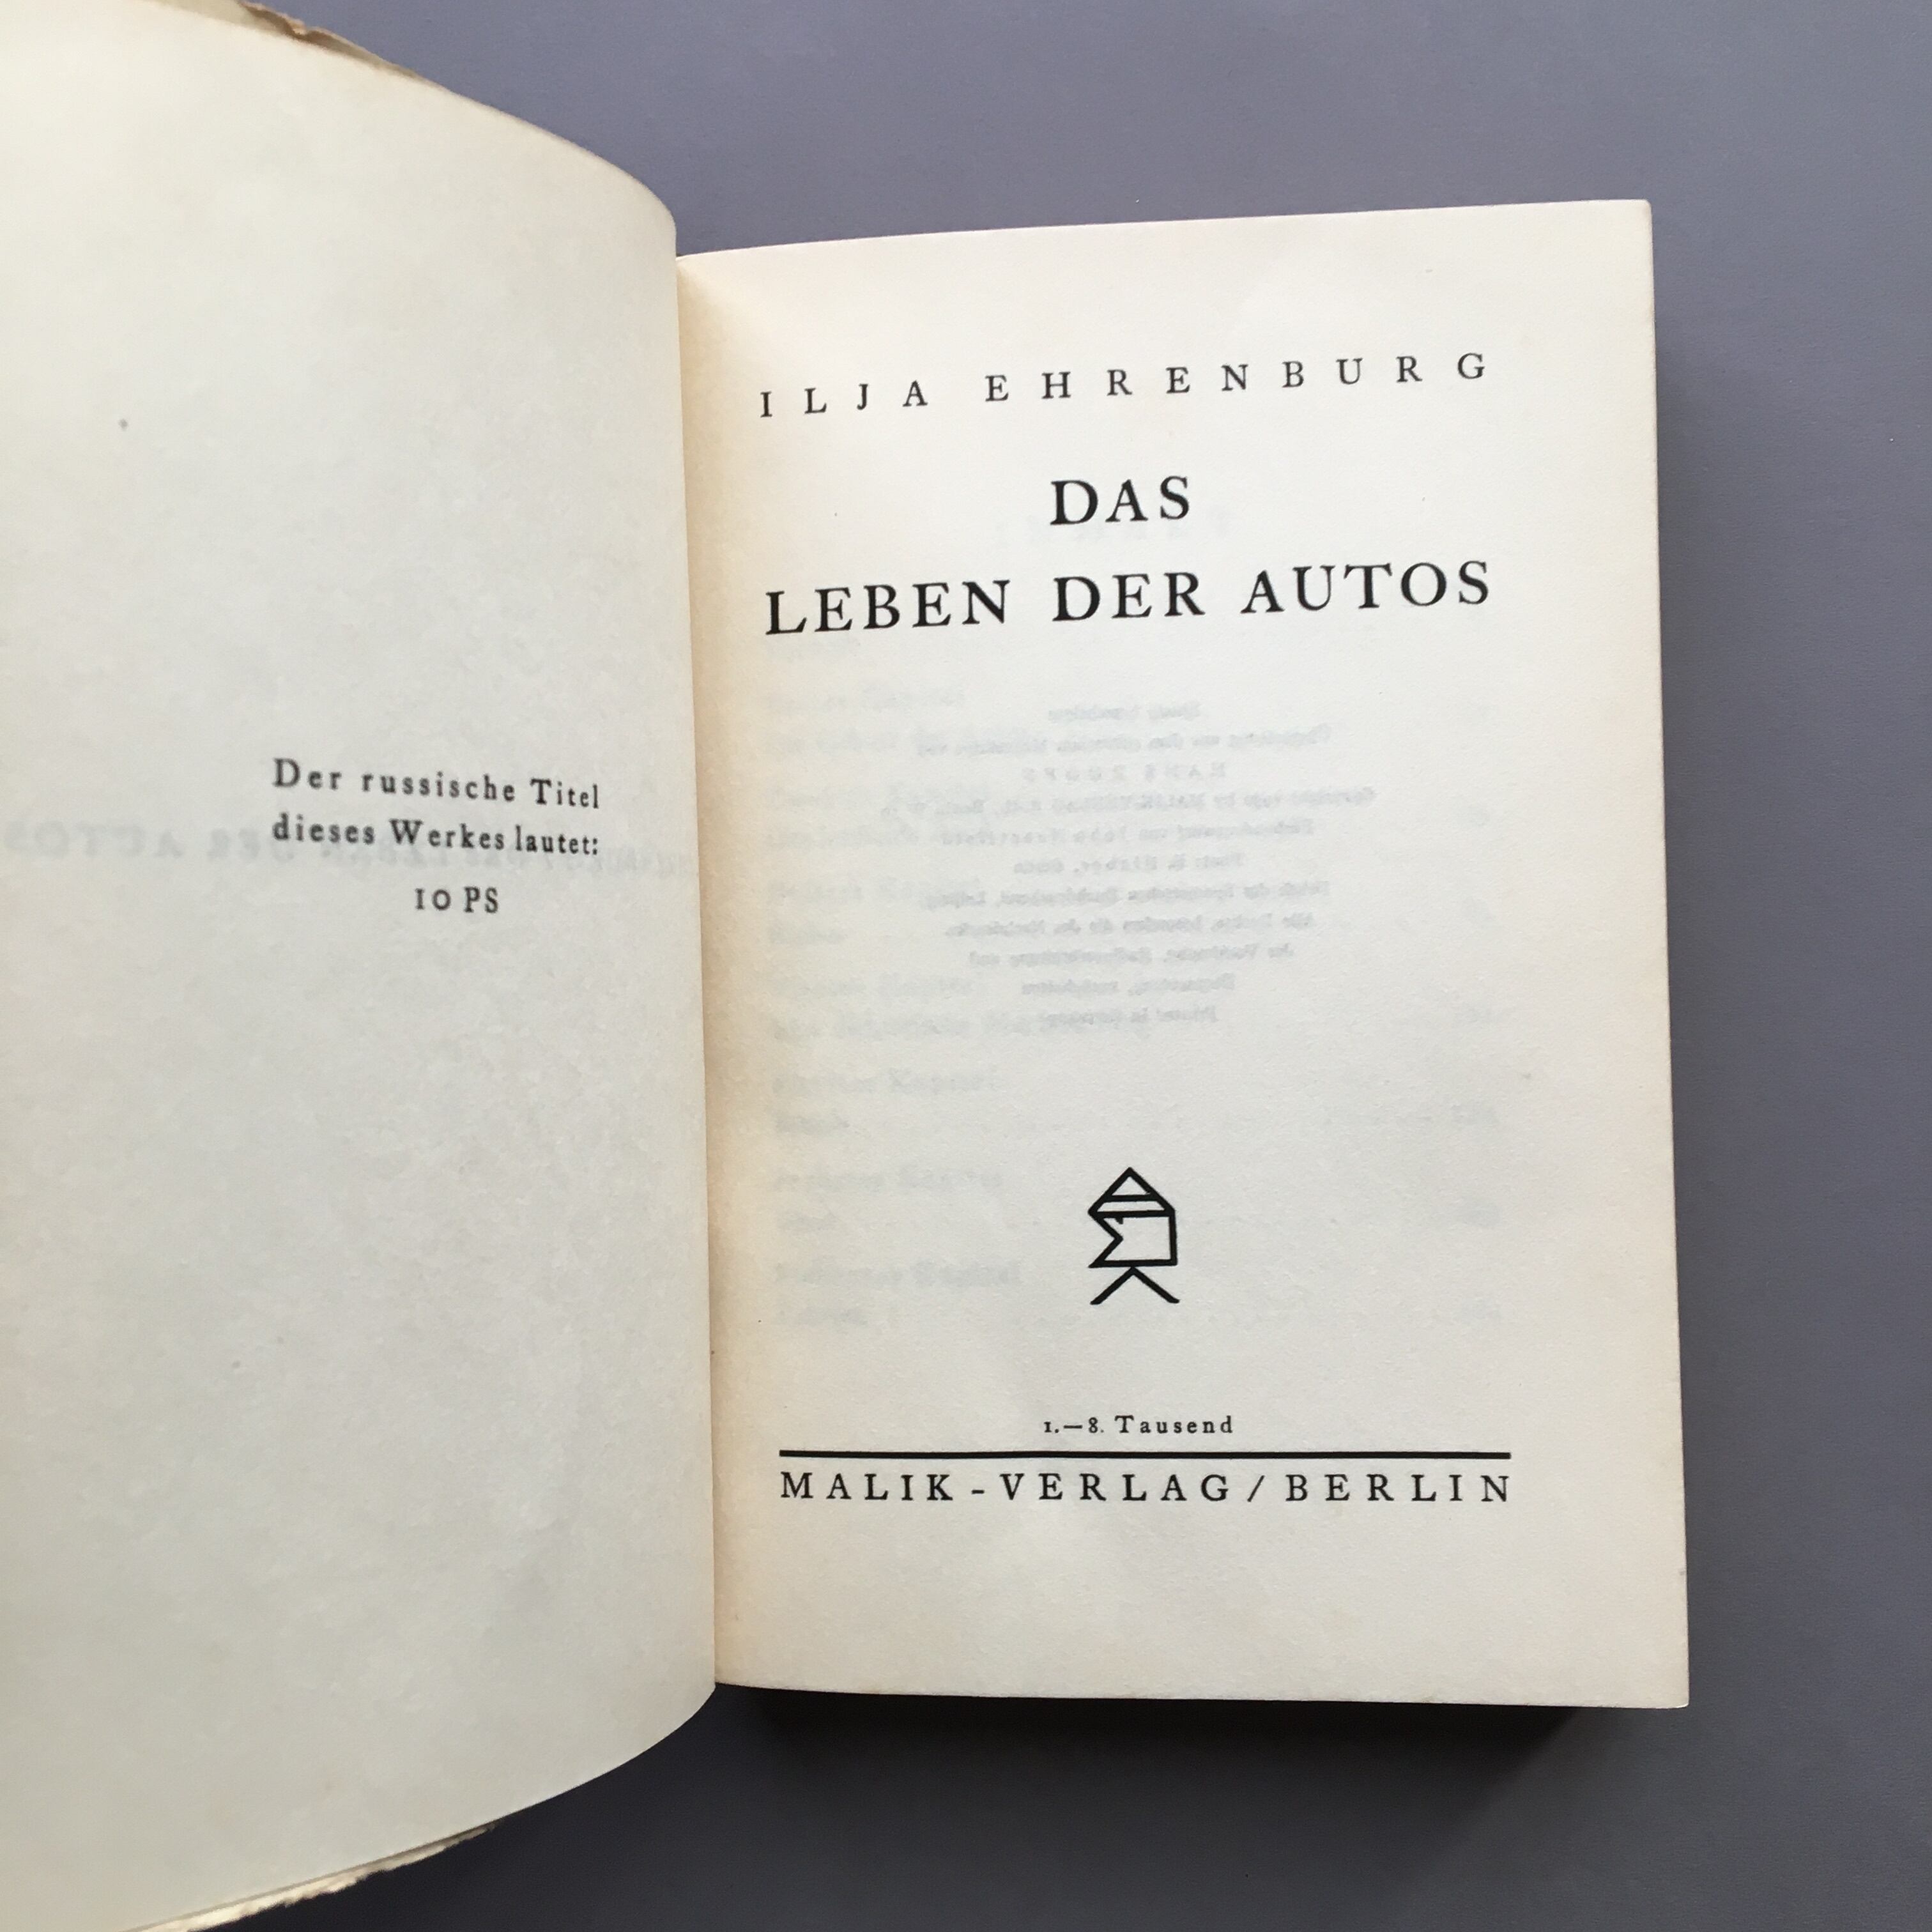 Der russische Titel
dieses Werkes lautet:
10 PS
ILJA EHRENBURG
DAS
LEBEN DER AUTOS
1.—8. Tausend
MALIK-VERLAG/BERLIN